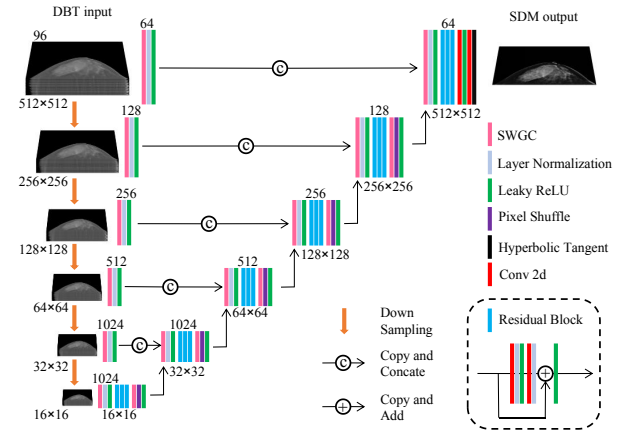 DBT input
SDM output
96
64
64
c
512×512
512×512
128
128
c
256×256
256×256
256
256
c
128×128
128×128
512
512
c
64×64
64×64
1024
1024
c
32×32
32×32
1024
16×16
16×16
SWGC
Layer Normalization
Leaky ReLU
Pixel Shuffle
Hyperbolic Tangent
Conv 2d
Residual Block
Down
Sampling
c
Copy and
Concate
+
Copy and
Add
+